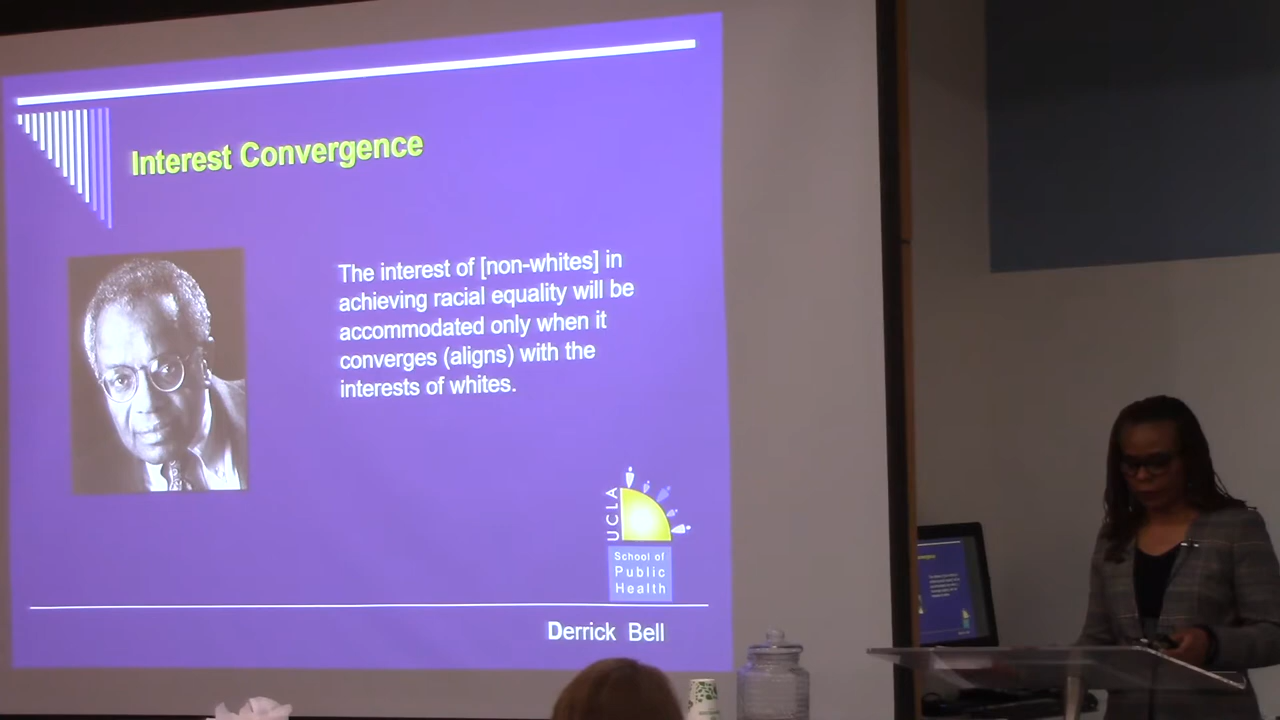 Interest Convergence
The interest of [non-whites] in
achieving racial equality will be
accommodated only when it
converges (aligns) with the
interests of whites.
UCLA
School of
Public
Health
Derrick Bell